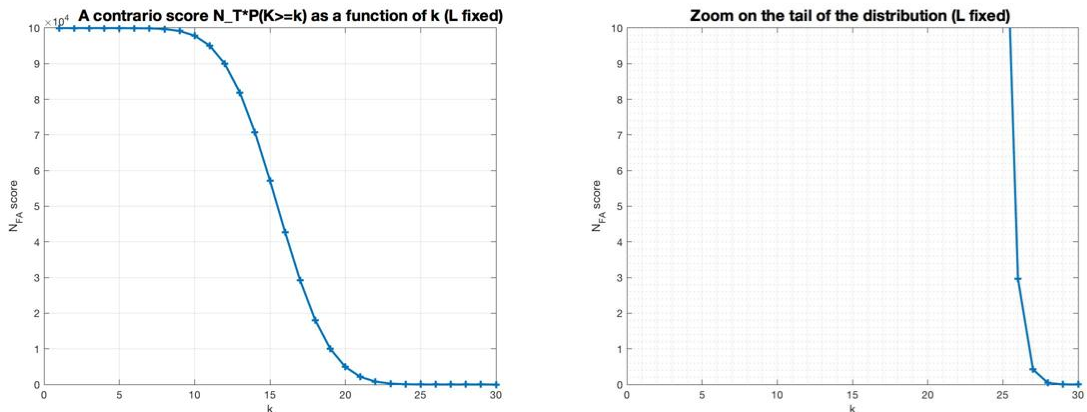 A contrario score N_T*P(K>=k) as a function of k (L fixed)
×10⁴
10
9
8
7
6
5
4
3
2
1
0
N_FA score
0 5 10 15 20 25 30
k
Zoom on the tail of the distribution (L fixed)
10
9
8
7
6
5
4
3
2
1
0
N_FA score
0 5 10 15 20 25 30
k